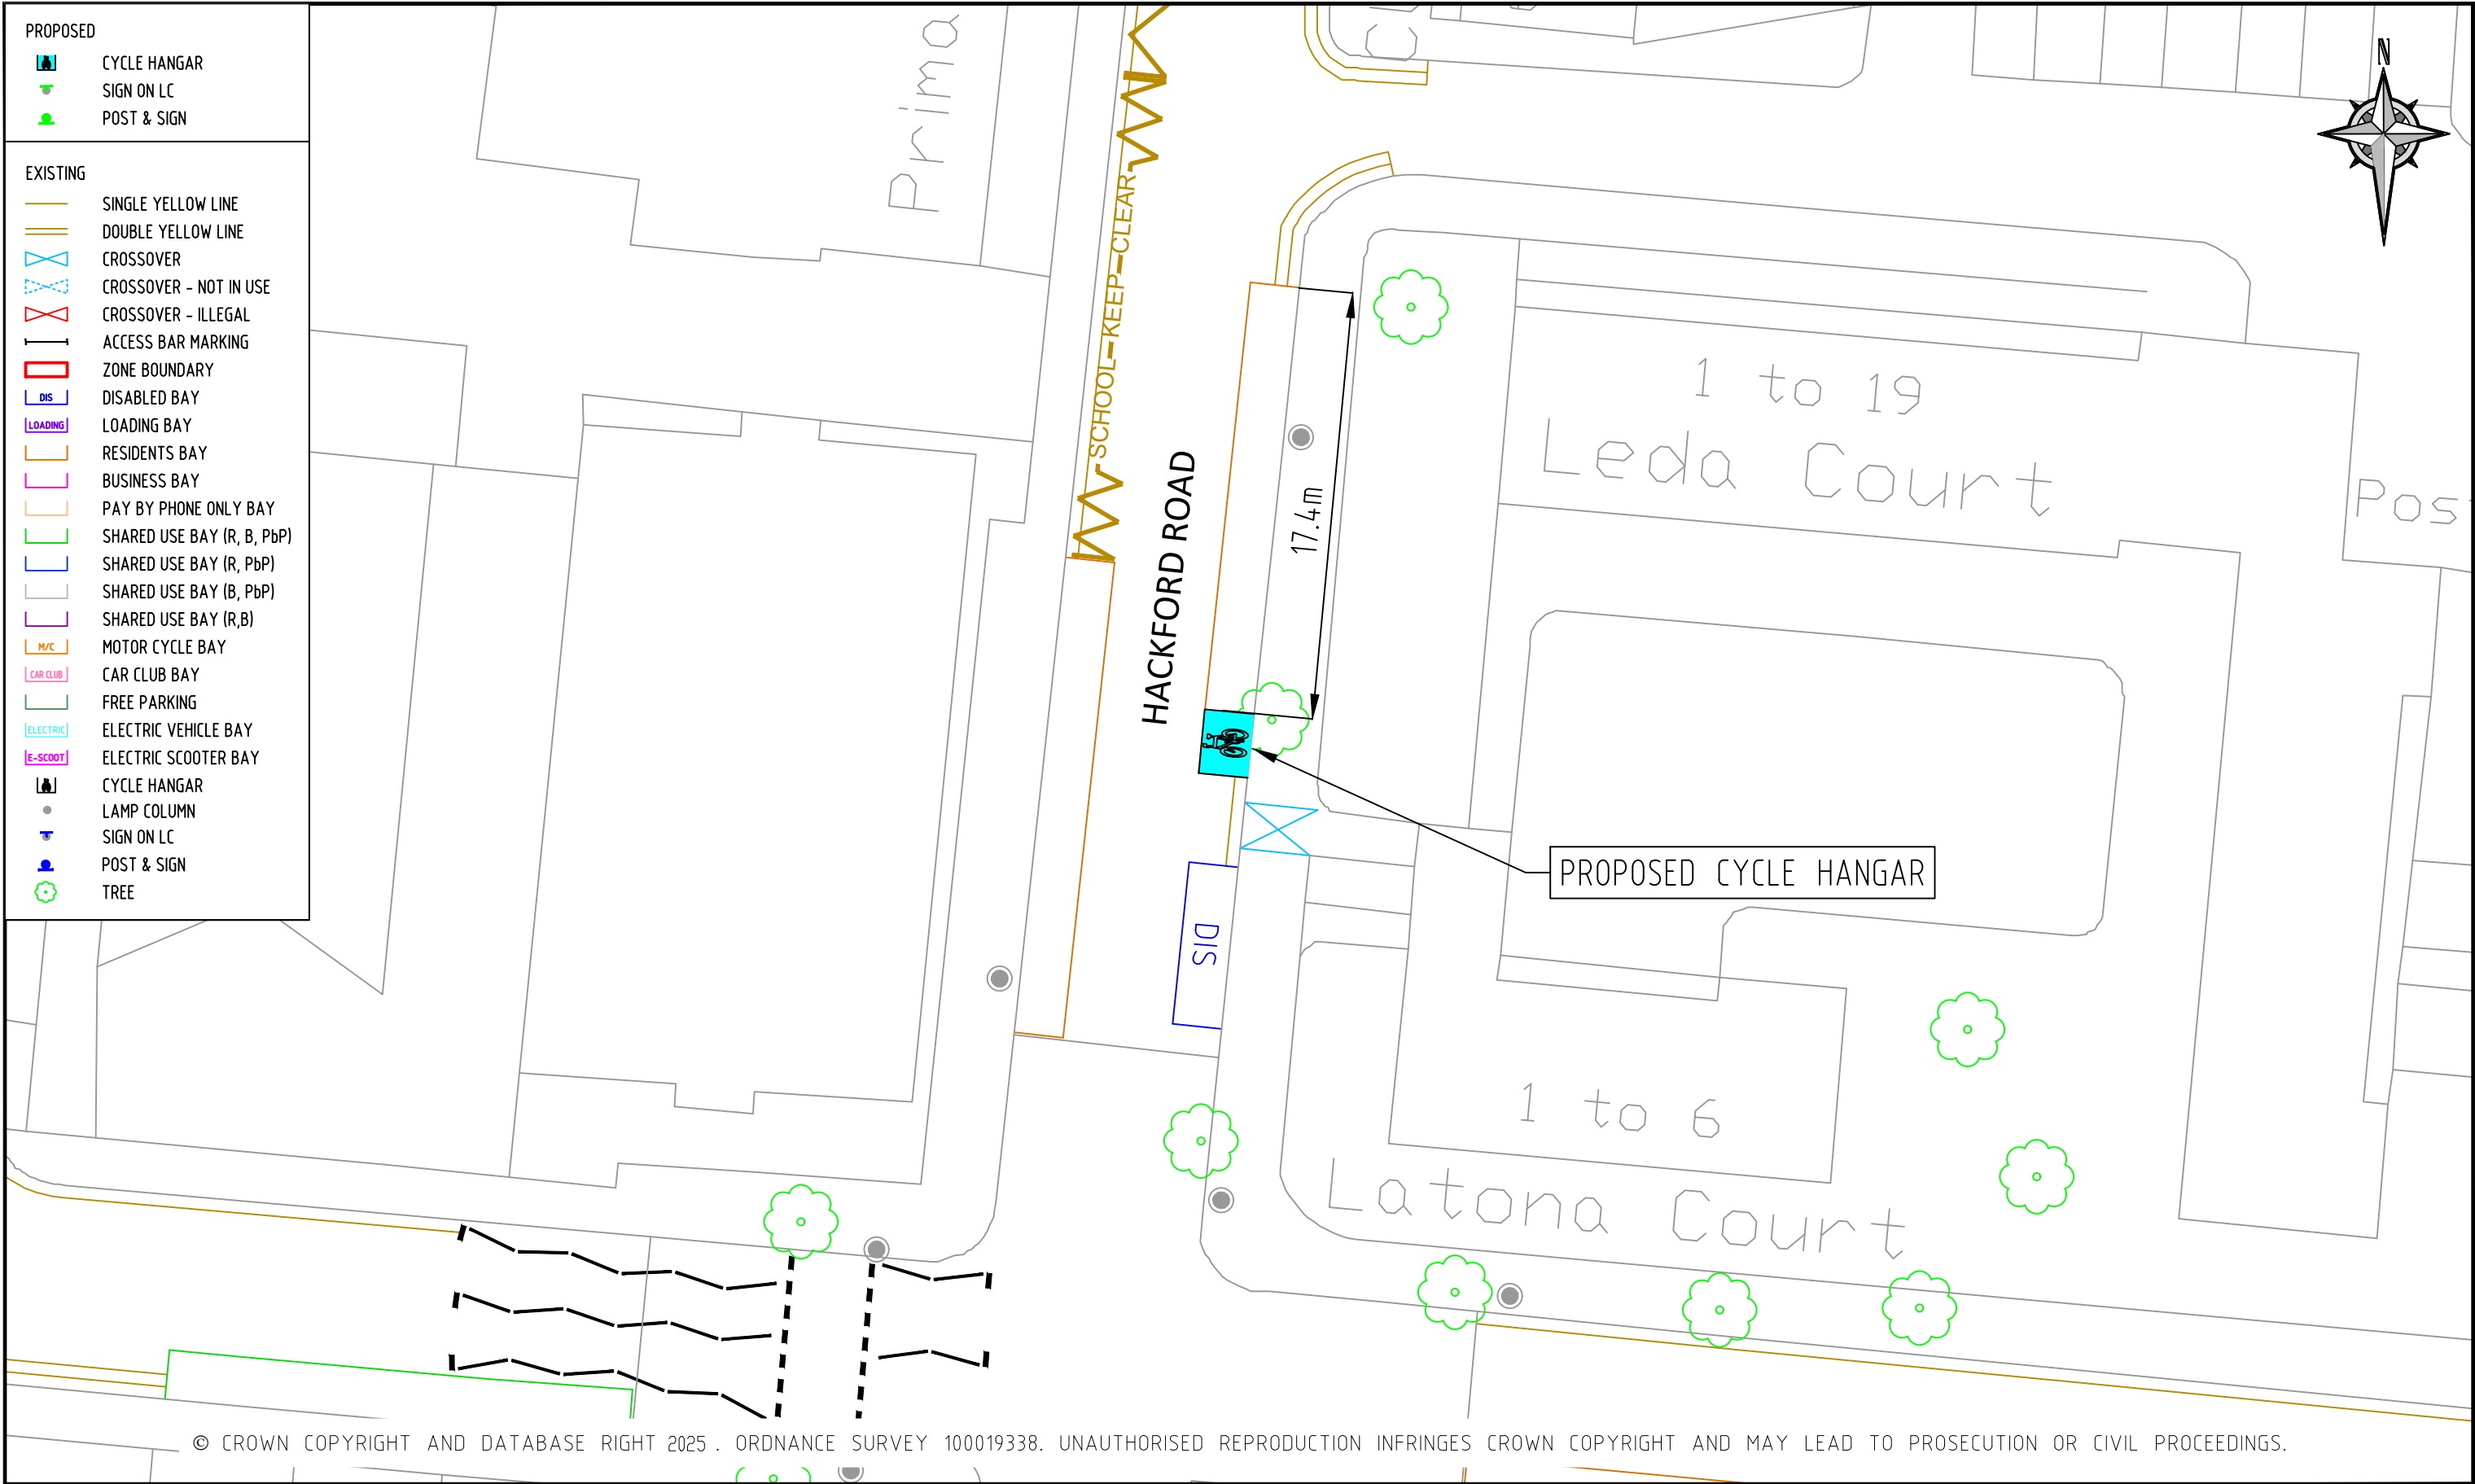 PROPOSED
CYCLE HANGAR
SIGN ON LC
POST & SIGN
EXISTING
SINGLE YELLOW LINE
DOUBLE YELLOW LINE
CROSSOVER
CROSSOVER - NOT IN USE
CROSSOVER - ILLEGAL
ACCESS BAR MARKING
ZONE BOUNDARY
DIS DISABLED BAY
LOADING LOADING BAY
RESIDENTS BAY
BUSINESS BAY
PAY BY PHONE ONLY BAY
SHARED USE BAY (R, B, PbP)
SHARED USE BAY (R, PbP)
SHARED USE BAY (B, PbP)
SHARED USE BAY (R,B)
M/C MOTOR CYCLE BAY
CAR CLUB CAR CLUB BAY
FREE PARKING
ELECTRIC ELECTRIC VEHICLE BAY
E-SCOOT ELECTRIC SCOOTER BAY
CYCLE HANGAR
LAMP COLUMN
SIGN ON LC
POST & SIGN
TREE
Prima
SCHOOL KEEP CLEAR
HACKFORD ROAD
17.4m
N
1 to 19
Leda Court
Pos
PROPOSED CYCLE HANGAR
DIS
1 to 6
Latona Court
© CROWN COPYRIGHT AND DATABASE RIGHT 2025. ORDNANCE SURVEY 100019338. UNAUTHORISED REPRODUCTION INFRINGES CROWN COPYRIGHT AND MAY LEAD TO PROSECUTION OR CIVIL PROCEEDINGS.